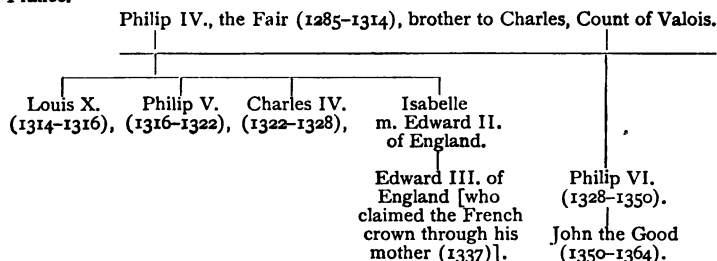 Philip IV., the Fair (1285–1314), brother to Charles, Count of Valois.
Louis X. Philip V. Charles IV. Isabelle
(1314–1316), (1316–1322), (1322–1328), m. Edward II.
of England.
Edward III. of Philip VI.
England [who (1328–1350).
claimed the French
crown through his John the Good
mother (1337)]. (1350–1364).